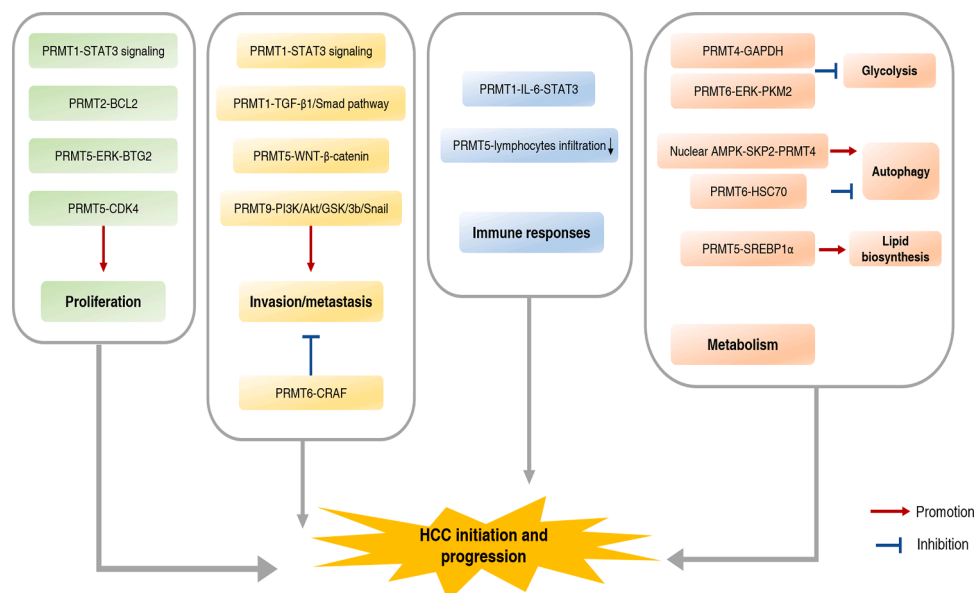 PRMT1-STAT3 signaling
PRMT2-BCL2
PRMT5-ERK-BTG2
PRMT5-CDK4
Proliferation
PRMT1-STAT3 signaling
PRMT1-TGF-β1/Smad pathway
PRMT5-WNT-β-catenin
PRMT9-PI3K/Akt/GSK/3b/Snail
Invasion/metastasis
PRMT6-CRAF
PRMT1-IL-6-STAT3
PRMT5-lymphocytes infiltration
Immune responses
PRMT4-GAPDH
PRMT6-ERK-PKM2
Glycolysis
Nuclear AMPK-SKP2-PRMT4
PRMT6-HSC70
Autophagy
PRMT5-SREBP1α
Lipid
biosynthesis
Metabolism
HCC initiation and
progression
Promotion
Inhibition